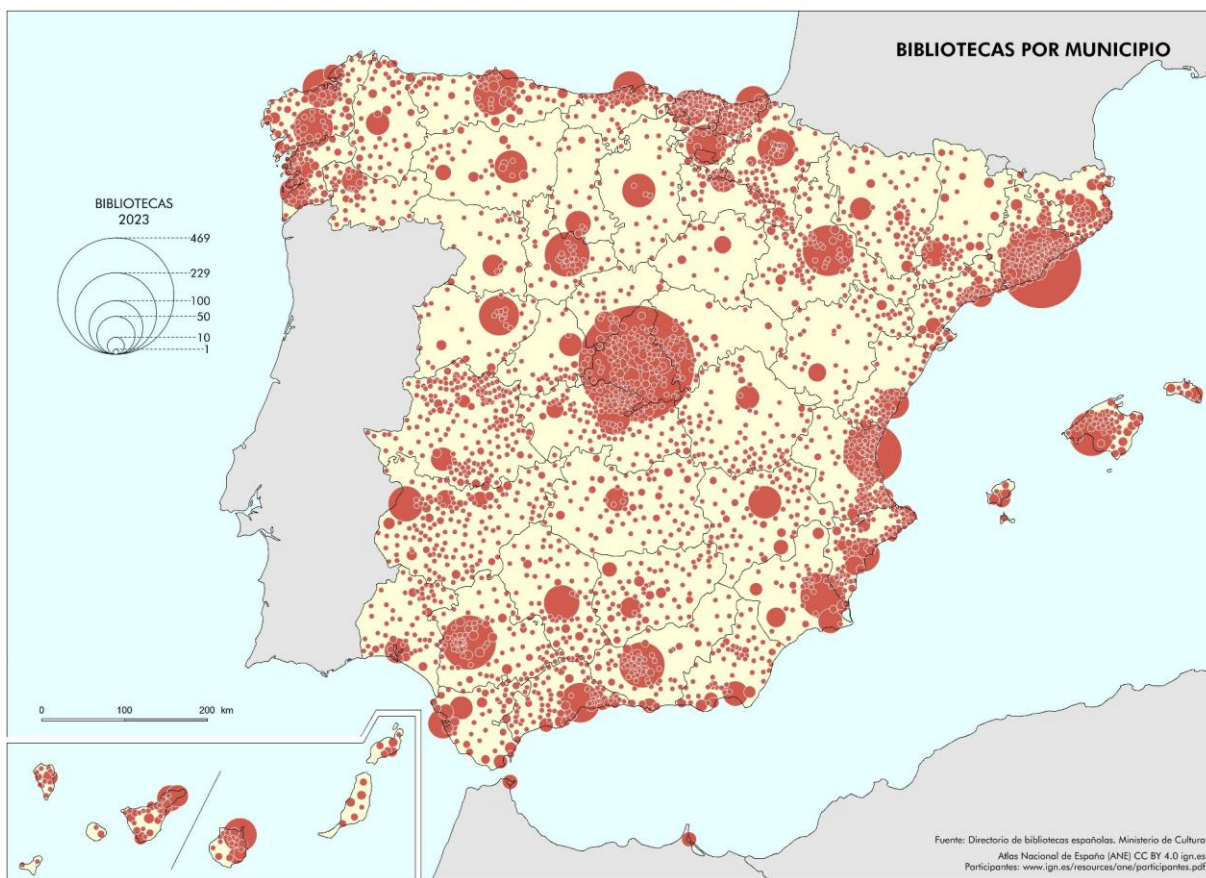 BIBLIOTECAS POR MUNICIPIO
BIBLIOTECAS
2023
469
229
100
50
10
1
0 100 200 km
Fuente: Directorio de bibliotecas españolas. Ministerio de Cultura
Atlas Nacional de España (ANE) CC BY 4.0 ign.es
Participantes: www.ign.es/resources/ane/participantes.pdf